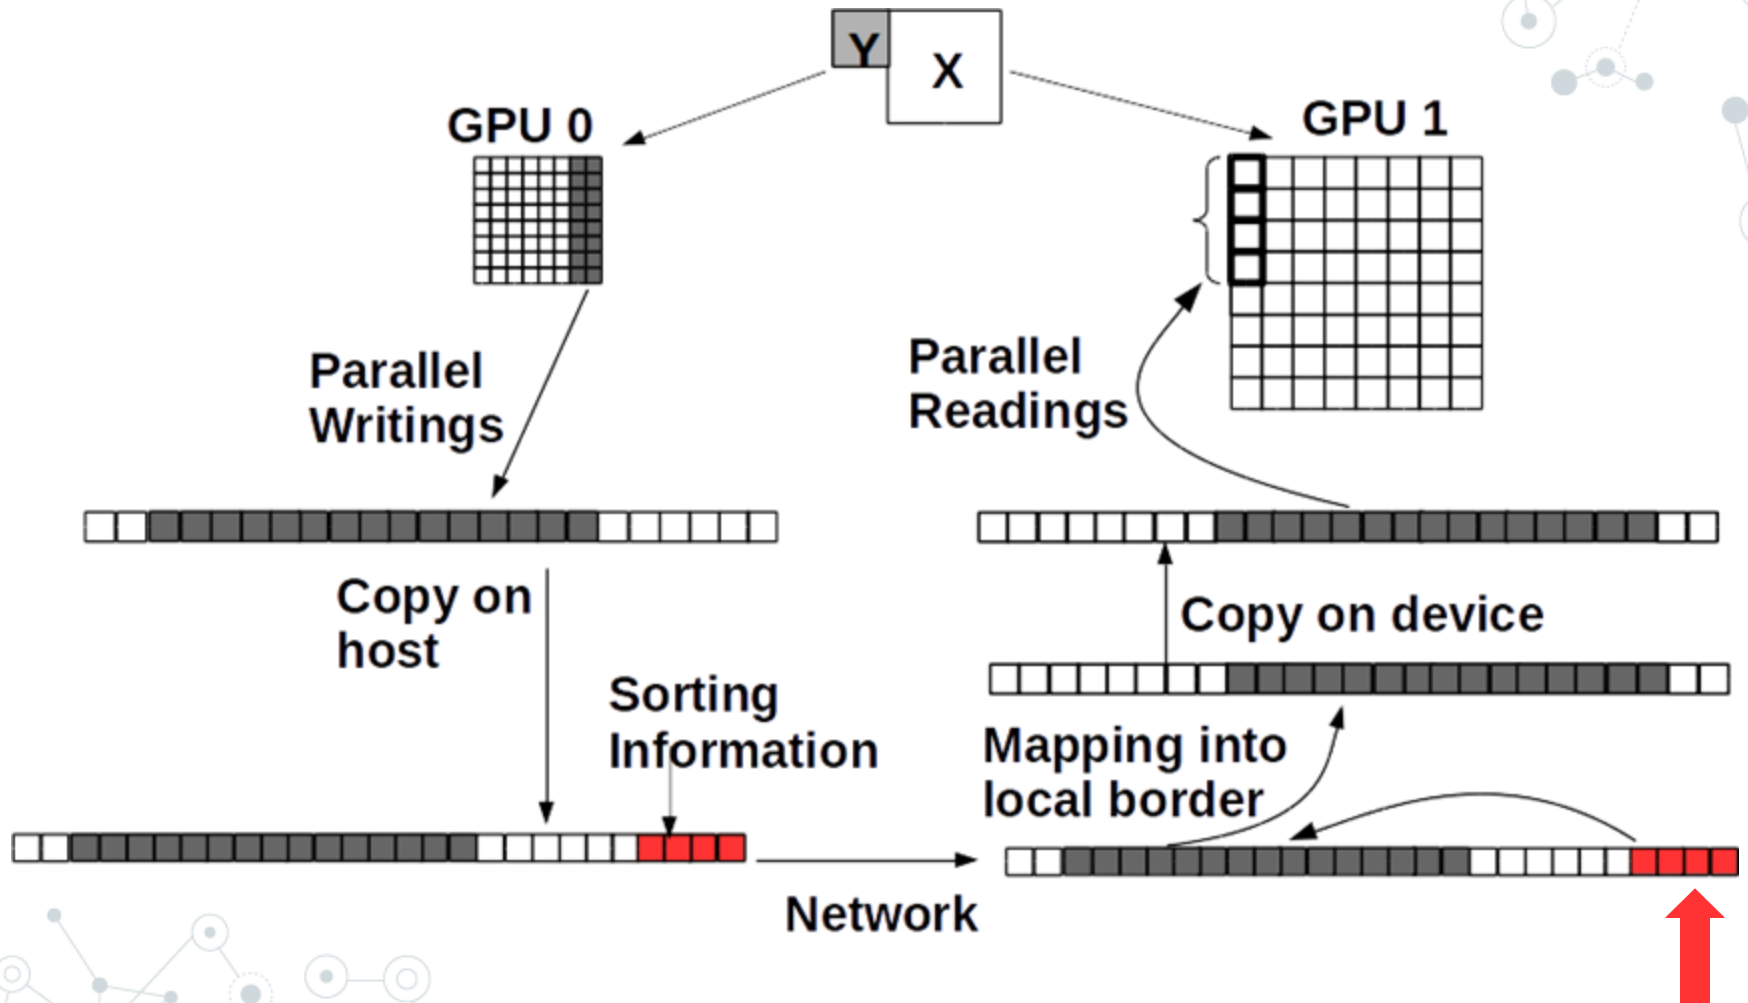 Y
X
GPU 0
GPU 1
Parallel
Writings
Parallel
Readings
Copy on
host
Copy on device
Sorting
Information
Mapping into
local border
Network